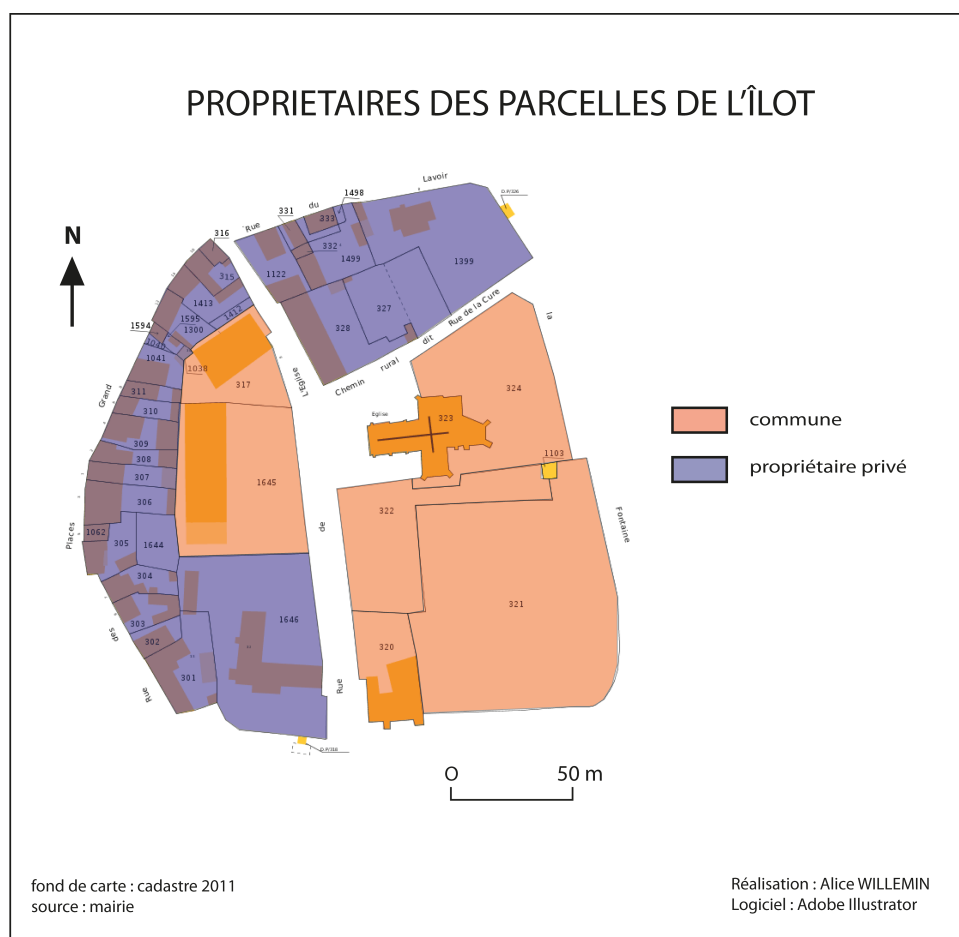 PROPRIETAIRES DES PARCELLES DE L'ÎLOT
Lavoir
du
Rue
1498
331
333
332
1499
1122
1399
327
328
D.P/326
N
316
315
1413
1595
1412
1300
1594
1040
1041
1038
317
311
310
309
308
307
306
1062
305
1644
304
303
302
301
1645
1646
Grand
Places
des
Rue
L'Eglise
de
Rue
Chemin rural dit Rue de la Cure
la
Fontaine
324
Eglise
323
1103
322
321
320
D.P/318
commune
propriétaire privé
O 50 m
fond de carte : cadastre 2011
source : mairie
Réalisation : Alice WILLEMIN
Logiciel : Adobe Illustrator